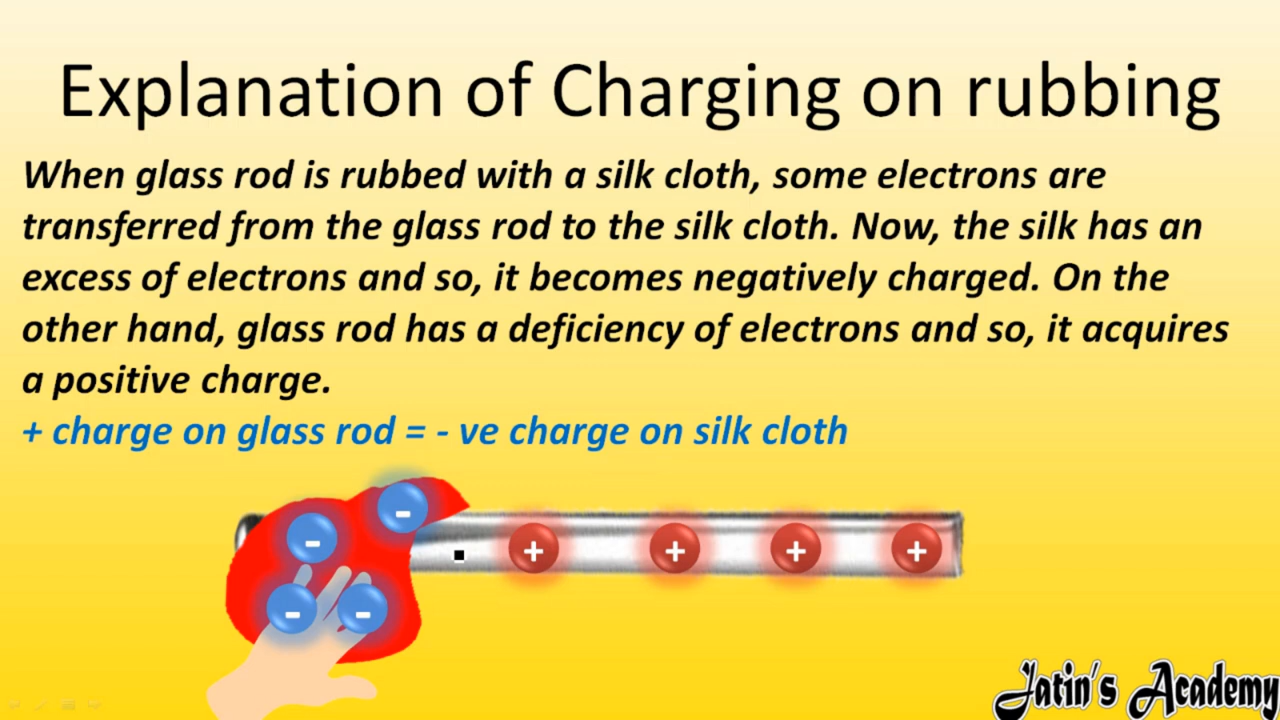 Explanation of Charging on rubbing
When glass rod is rubbed with a silk cloth, some electrons are
transferred from the glass rod to the silk cloth. Now, the silk has an
excess of electrons and so, it becomes negatively charged. On the
other hand, glass rod has a deficiency of electrons and so, it acquires
a positive charge.
+ charge on glass rod = - ve charge on silk cloth
-
- + + + +
- -
Jatin's Academy